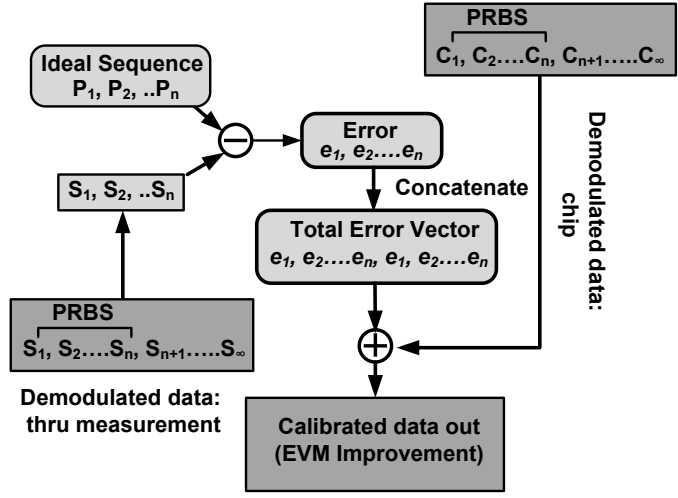 Ideal Sequence
P₁, P₂, ..Pₙ
PRBS
C₁, C₂....Cₙ, Cₙ₊₁.....C∞
−
Error
e₁, e₂....eₙ
S₁, S₂, ..Sₙ
Concatenate
Total Error Vector
e₁, e₂....eₙ, e₁, e₂....eₙ
Demodulated data:
chip
PRBS
S₁, S₂....Sₙ, Sₙ₊₁.....S∞
+
Demodulated data:
thru measurement
Calibrated data out
(EVM Improvement)